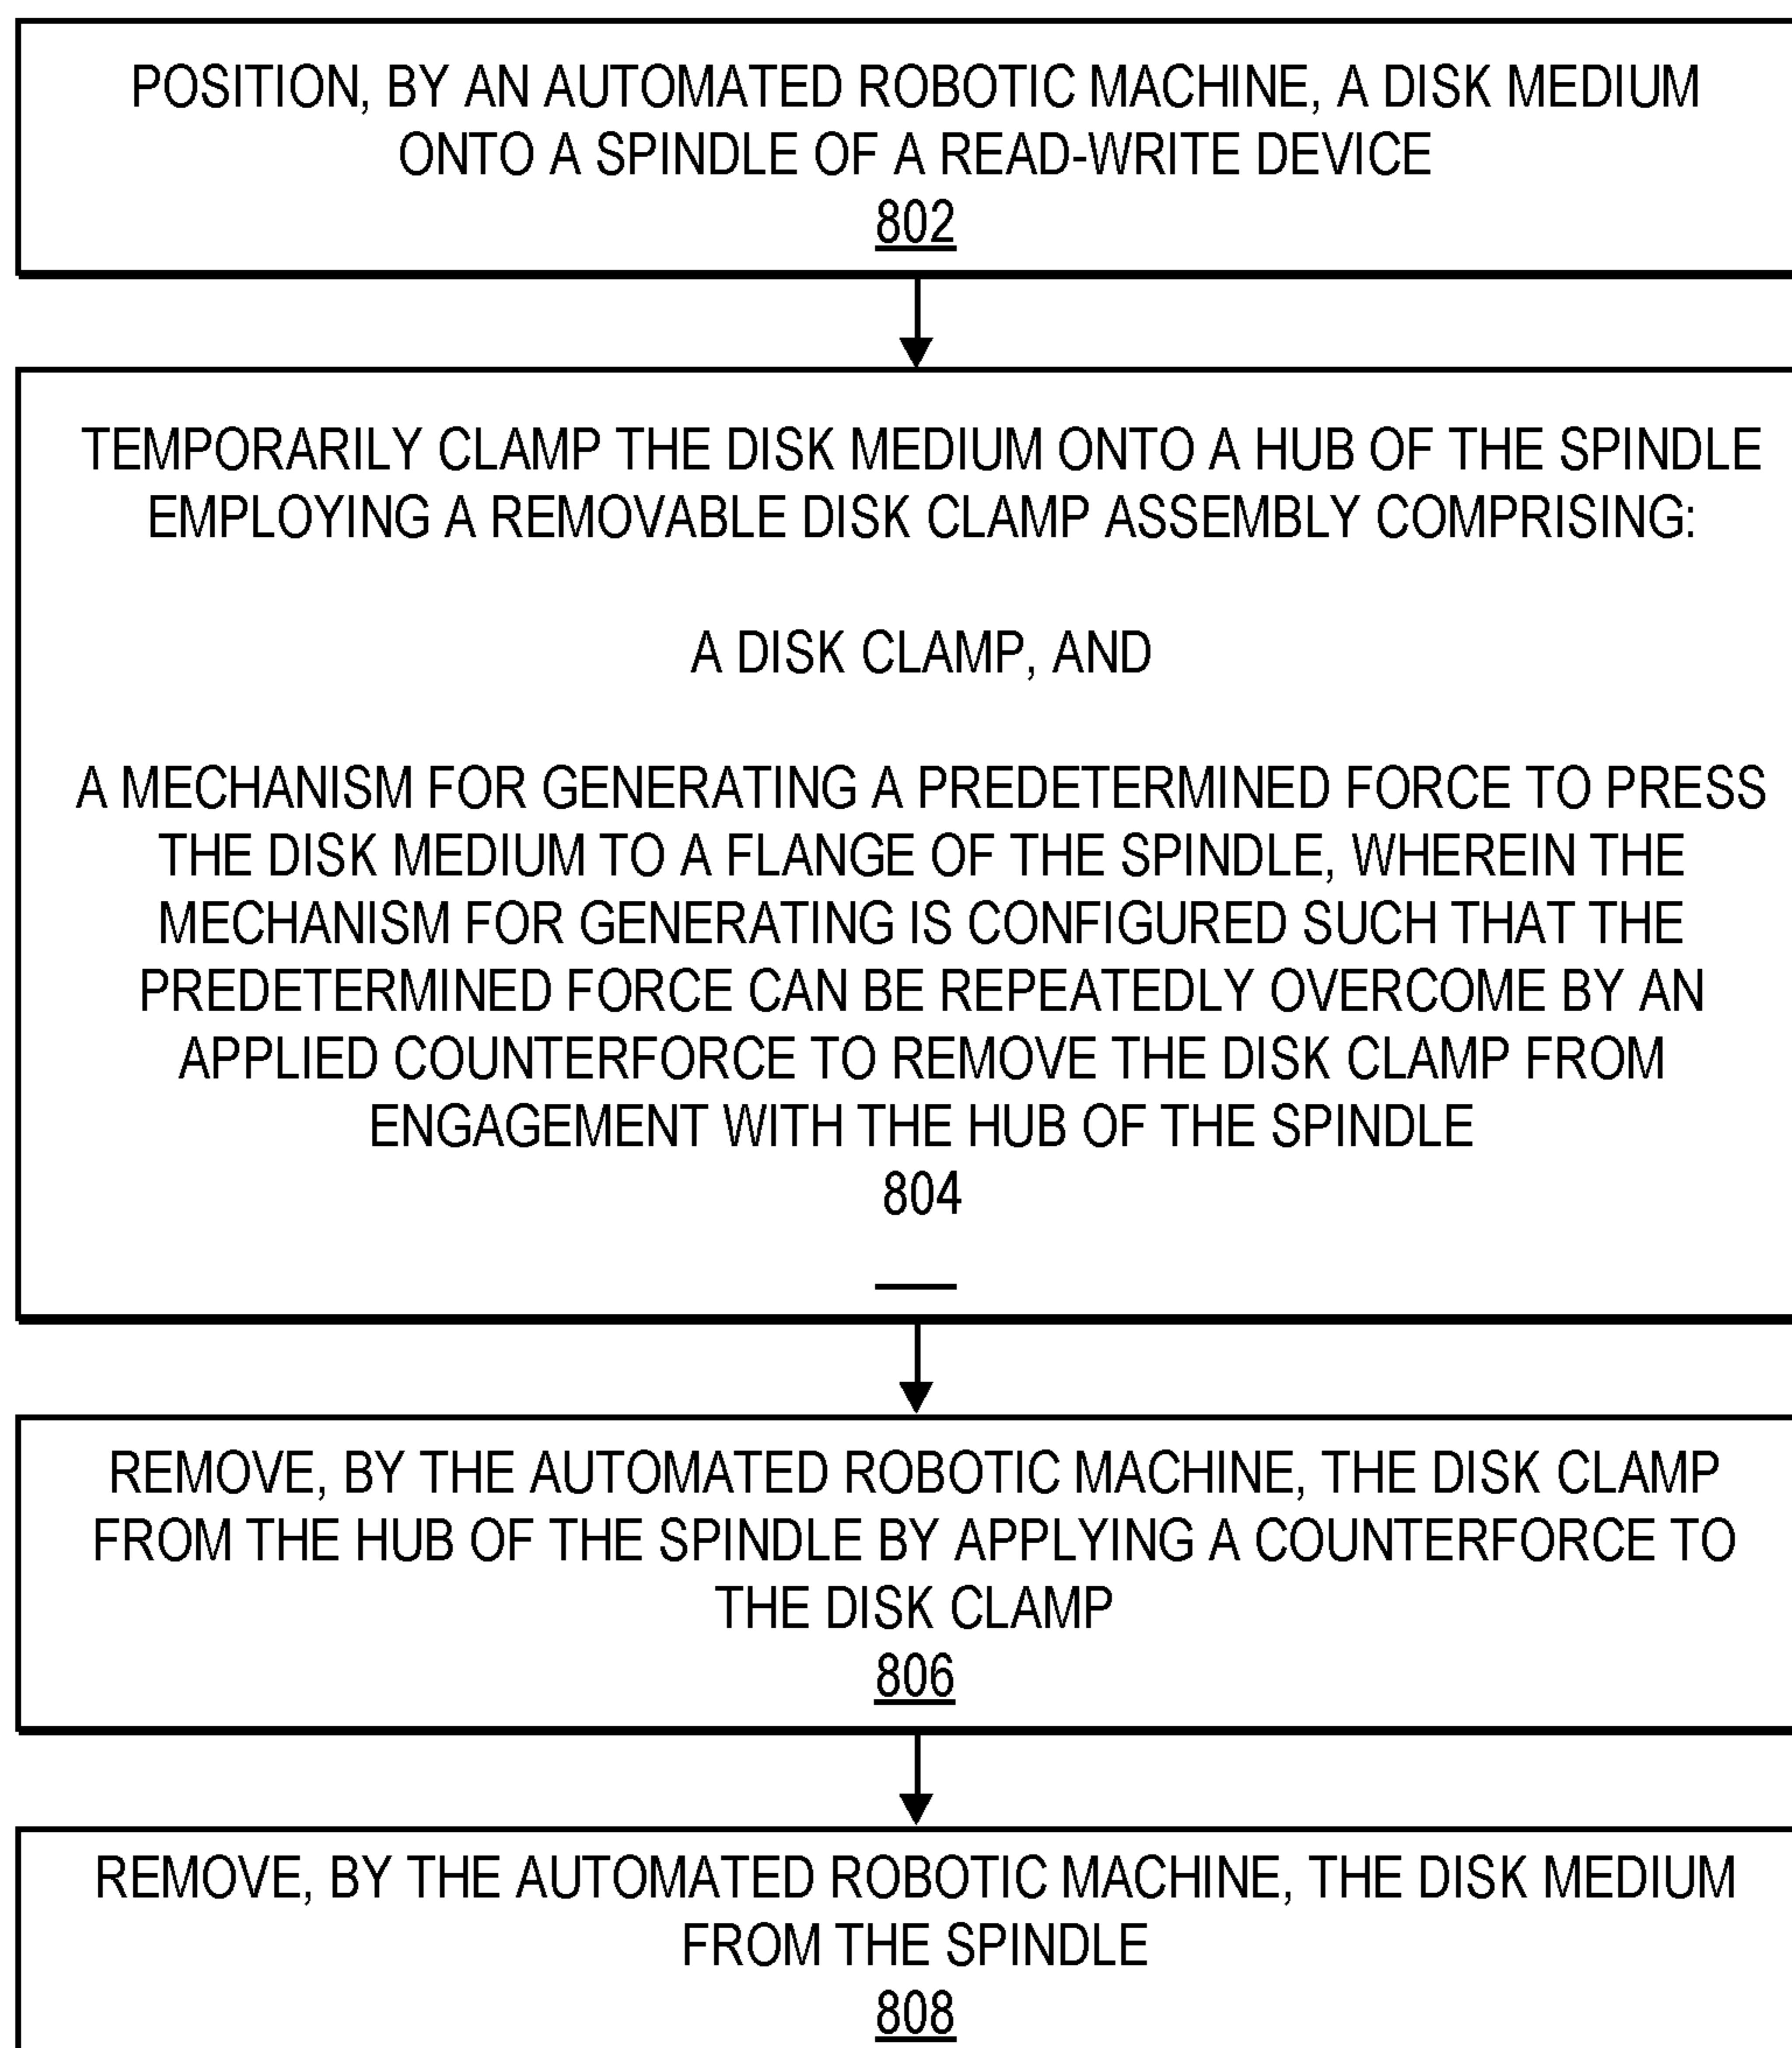 POSITION, BY AN AUTOMATED ROBOTIC MACHINE, A DISK MEDIUM
ONTO A SPINDLE OF A READ-WRITE DEVICE
802
TEMPORARILY CLAMP THE DISK MEDIUM ONTO A HUB OF THE SPINDLE
EMPLOYING A REMOVABLE DISK CLAMP ASSEMBLY COMPRISING:
A DISK CLAMP, AND
A MECHANISM FOR GENERATING A PREDETERMINED FORCE TO PRESS
THE DISK MEDIUM TO A FLANGE OF THE SPINDLE, WHEREIN THE
MECHANISM FOR GENERATING IS CONFIGURED SUCH THAT THE
PREDETERMINED FORCE CAN BE REPEATEDLY OVERCOME BY AN
APPLIED COUNTERFORCE TO REMOVE THE DISK CLAMP FROM
ENGAGEMENT WITH THE HUB OF THE SPINDLE
804
REMOVE, BY THE AUTOMATED ROBOTIC MACHINE, THE DISK CLAMP
FROM THE HUB OF THE SPINDLE BY APPLYING A COUNTERFORCE TO
THE DISK CLAMP
806
REMOVE, BY THE AUTOMATED ROBOTIC MACHINE, THE DISK MEDIUM
FROM THE SPINDLE
808